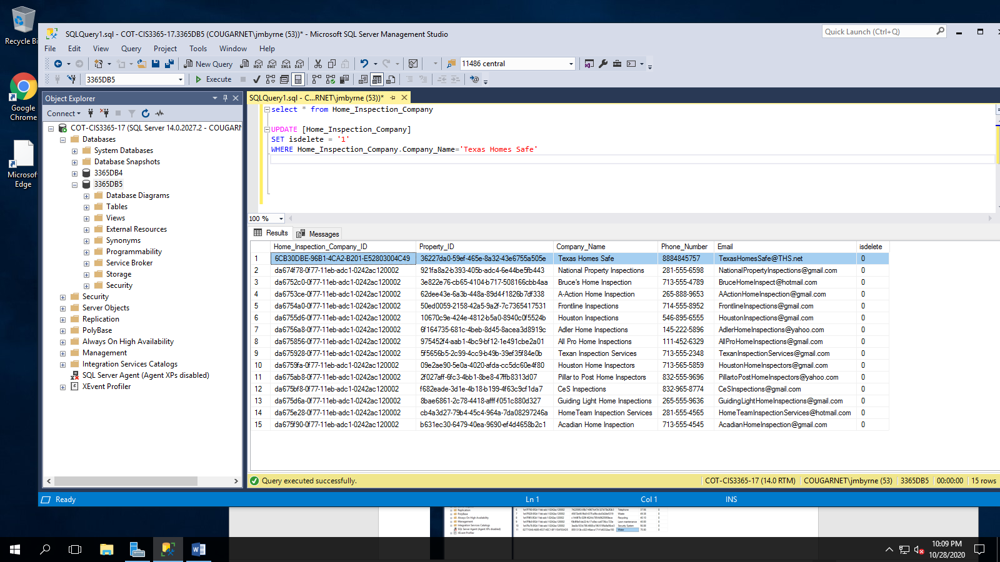 Recycle Bi
Google
Chrome
Microsof
Edge
SQLQuery1.sql - COT-CIS3365-17.3365DB5 (COUGARNET\jmbyrne (53))* - Microsoft SQL Server Management Studio
Quick Launch (Ctrl+Q)
File Edit View Query Project Tools Window Help
New Query MDX DMX XMLA DAX 11486 central
3365DB5 Execute
Object Explorer
Connect
COT-CIS3365-17 (SQL Server 14.0.2027.2 - COUGARN
Databases
System Databases
Database Snapshots
3365DB4
3365DB5
Database Diagrams
Tables
Views
External Resources
Synonyms
Programmability
Service Broker
Storage
Security
Security
Server Objects
Replication
PolyBase
Always On High Availability
Management
Integration Services Catalogs
SQL Server Agent (Agent XPs disabled)
XEvent Profiler
SQLQuery1.sql - C...RNET\jmbyrne (53))*
select * from Home_Inspection_Company
UPDATE [Home_Inspection_Company]
SET isdelete = '1'
WHERE Home_Inspection_Company.Company_Name='Texas Homes Safe'
100 %
Results Messages
Home_Inspection_Company_ID Property_ID Company_Name Phone_Number Email isdelete
1 6CB30DBE-96B1-4CA2-B201-E52803004C49 36227da0-59ef-465e-8a32-43e6755a505e Texas Homes Safe 8884845757 TexasHomesSafe@THS.net 0
2 da674f78-0f77-11eb-adc1-0242ac120002 921fa8a2-b393-405b-adc4-6e44be5fb443 National Property Inspections 281-555-6598 NationalPropertyInspections@gmail.com 0
3 da6752c0-0f77-11eb-adc1-0242ac120002 3e822e76-cb65-4104-b717-508166cbb4aa Bruce's Home Inspection 713-555-4789 BruceHomeInspect@hotmail.com 0
4 da6753ce-0f77-11eb-adc1-0242ac120002 62dee43e-6a3b-448a-89d4-f1826b7df338 A-Action Home Inspection 265-888-9653 AActionHomeInspection@gmail.com 0
5 da6754a0-0f77-11eb-adc1-0242ac120002 50ed0059-2158-42a5-9a2f-7c7365417531 Frontline Inspections 714-555-8952 FrontlineInspections@gmail.com 0
6 da6755d6-0f77-11eb-adc1-0242ac120002 10670c9e-424e-4812-b5a0-8940c0f5524b Houston Inspections 546-895-6555 HoustonInspections@gmail.com 0
7 da6756a8-0f77-11eb-adc1-0242ac120002 6f164735-681c-4beb-8d45-8acea3d8919c Adler Home Inspections 145-222-5896 AdlerHomeInspections@yahoo.com 0
8 da675856-0f77-11eb-adc1-0242ac120002 975452f4-aab1-4bc9-bf12-1e491cbe2a01 All Pro Home Inspections 111-452-6329 AllProHomeInspections@gmail.com 0
9 da675928-0f77-11eb-adc1-0242ac120002 5f5656b5-2c99-4cc9-b49b-39ef35f84e0b Texan Inspection Services 713-555-2348 TexanInspectionServices@gmail.com 0
10 da6759fa-0f77-11eb-adc1-0242ac120002 09e2ae90-5e0a-4020-afda-cc5dc60e4f80 Houston Home Inspectors 713-565-5859 HoustonHomeInspectors@gmail.com 0
11 da675ab8-0f77-11eb-adc1-0242ac120002 2f027aff-6fc3-4bb1-8be8-47ffb8313d07 Pillar to Post Home Inspectors 832-555-9696 PillartoPostHomeInspectors@yahoo.com 0
12 da675bf8-0f77-11eb-adc1-0242ac120002 f682eade-3d1e-4b18-b199-4f63c9cf1da7 CeS Inspections 832-965-8774 CeSInspections@gmail.com 0
13 da675d6a-0f77-11eb-adc1-0242ac120002 8bae6861-2c78-4418-afff-f051c880d327 Guiding Light Home Inspections 265-555-9636 GuidingLightHomeInspections@gmail.com 0
14 da675e28-0f77-11eb-adc1-0242ac120002 cb4a3d27-79b4-45c4-964a-7da08297246a HomeTeam Inspection Services 281-555-4565 HomeTeamInspectionServices@hotmail.com 0
15 da675f90-0f77-11eb-adc1-0242ac120002 b631ec30-6479-40ea-9690-ef4d4658b2c1 Acadian Home Inspection 713-555-4545 AcadianHomeInspection@gmail.com 0
Query executed successfully. COT-CIS3365-17 (14.0 RTM) COUGARNET\jmbyrne (53) 3365DB5 00:00:00 15 rows
Ready Ln 1 Col 1 INS
Replication
PolyBase
Always On High Availability
Management
Integration Services Catalogs
SQL Server Agent (Agent XPs disabled)
XEvent Profiler
10:09 PM
10/28/2020